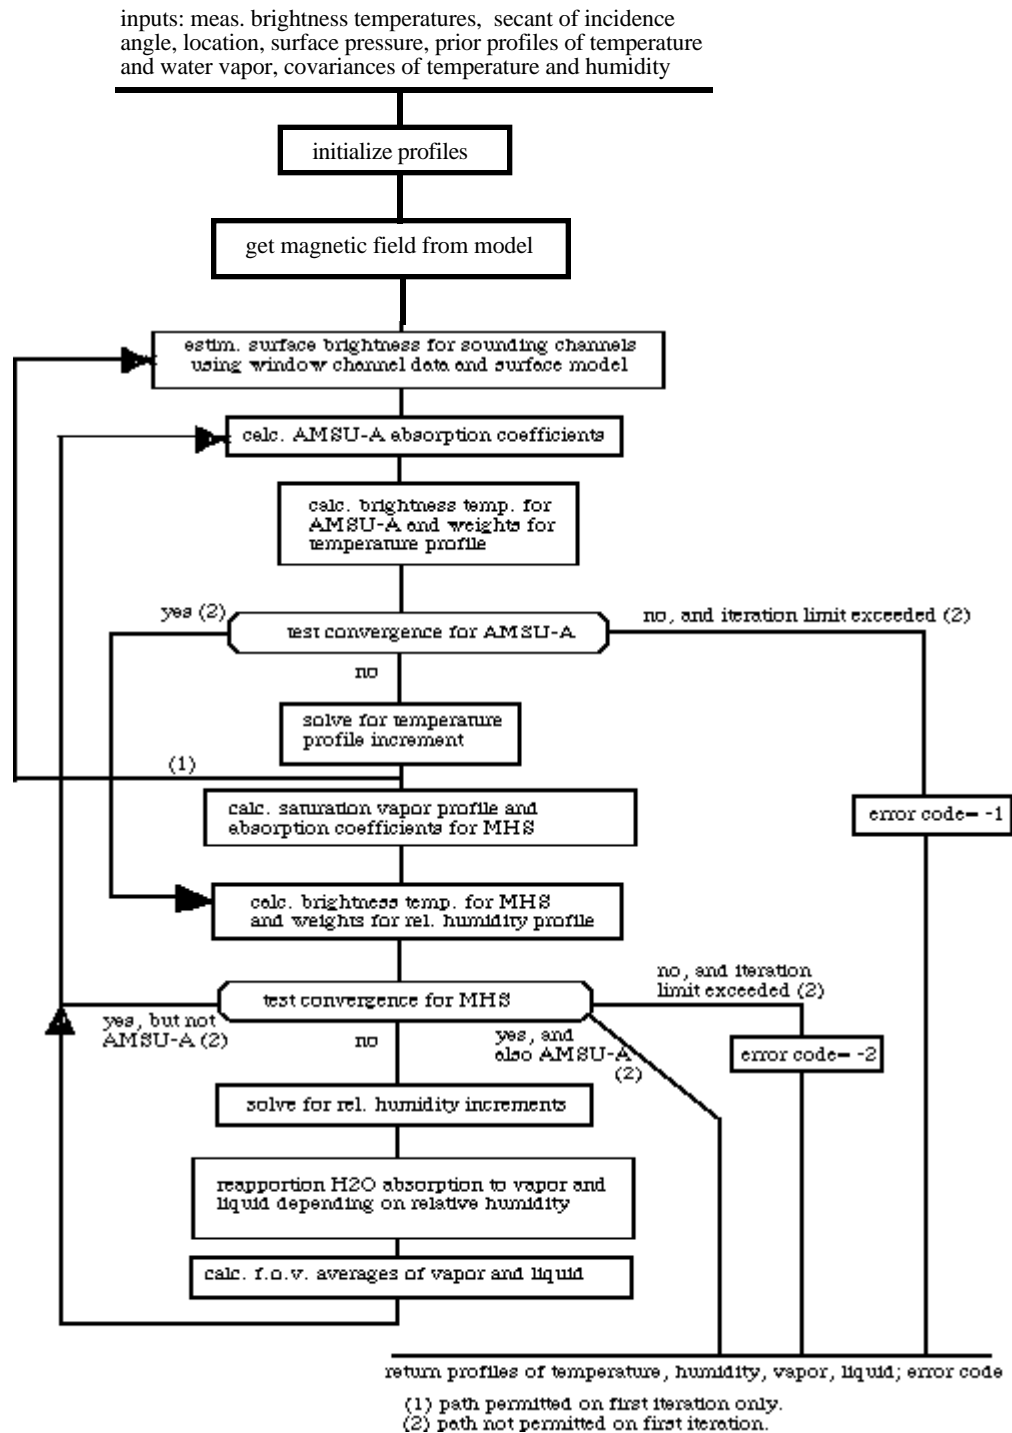 inputs: meas. brightness temperatures, secant of incidence
angle, location, surface pressure, prior profiles of temperature
and water vapor, covariances of temperature and humidity
initialize profiles
get magnetic field from model
estim. surface brightness for sounding channels
using window channel data and surface model
calc. AMSU-A absorption coefficients
calc. brightness temp. for
AMSU-A and weights for
temperature profile
yes (2)
test convergence for AMSU-A
no, and iteration limit exceeded (2)
no
solve for temperature
profile increment
(1)
calc. saturation vapor profile and
absorption coefficients for MHS
error code= -1
calc. brightness temp. for MHS
and weights for rel. humidity profile
no, and iteration
limit exceeded (2)
test convergence for MHS
yes, but not
AMSU-A (2)
no
yes, and
also AMSU-A
(2)
error code= -2
solve for rel. humidity increments
reapportion H2O absorption to vapor and
liquid depending on relative humidity
calc. f.o.v. averages of vapor and liquid
return profiles of temperature, humidity, vapor, liquid; error code
(1) path permitted on first iteration only.
(2) path not permitted on first iteration.